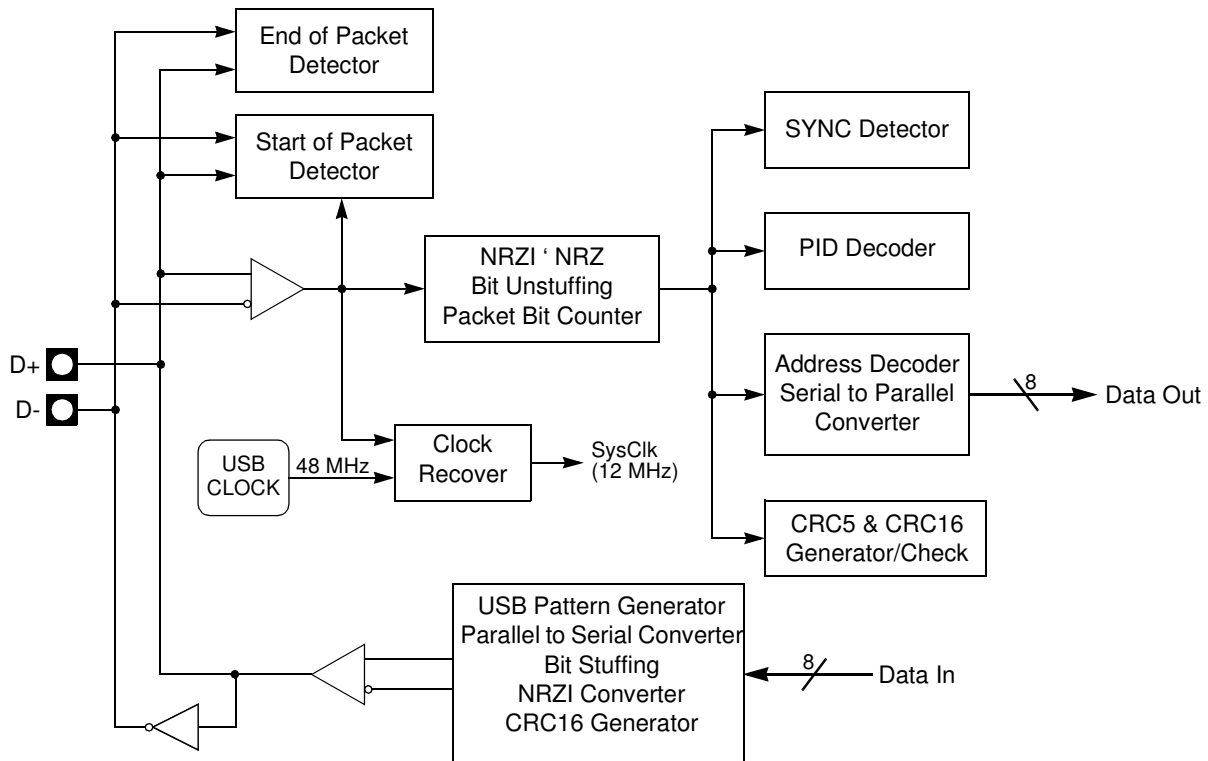 End of Packet
Detector
Start of Packet
Detector
SYNC Detector
PID Decoder
NRZI ‘ NRZ
Bit Unstuffing
Packet Bit Counter
D+
D-
Address Decoder
Serial to Parallel
Converter
8
Data Out
USB
CLOCK
48 MHz
Clock
Recover
SysClk
(12 MHz)
CRC5 & CRC16
Generator/Check
USB Pattern Generator
Parallel to Serial Converter
Bit Stuffing
NRZI Converter
CRC16 Generator
8
Data In